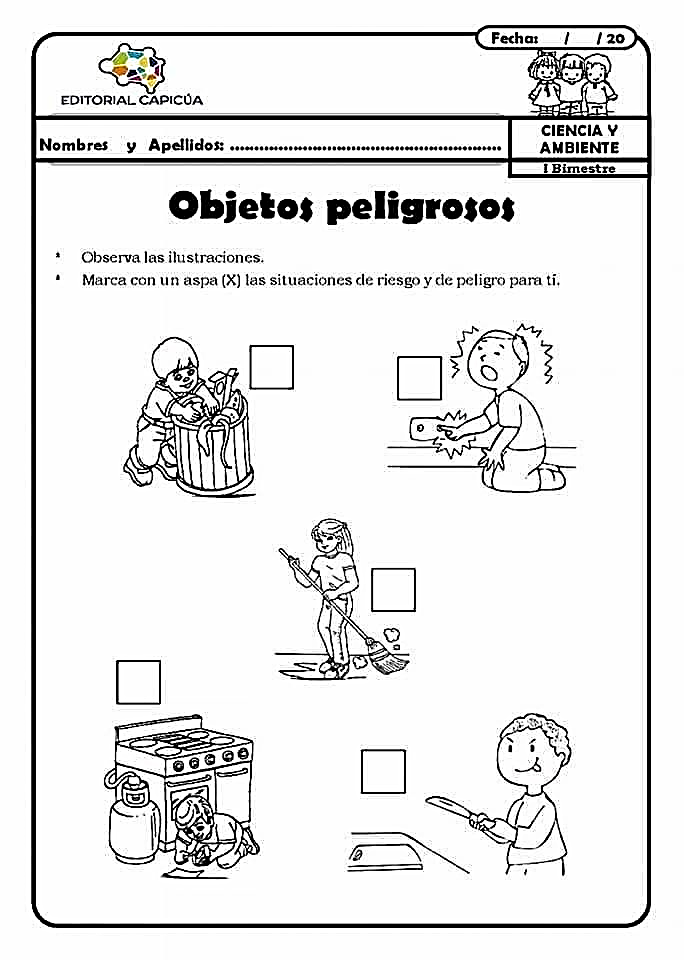 Fecha: / / 20
EDITORIAL CAPICÚA
Nombres y Apellidos: ............................................................
CIENCIA Y
AMBIENTE
I Bimestre
Objetos peligrosos
* Observa las ilustraciones.
* Marca con un aspa (X) las situaciones de riesgo y de peligro para tí.